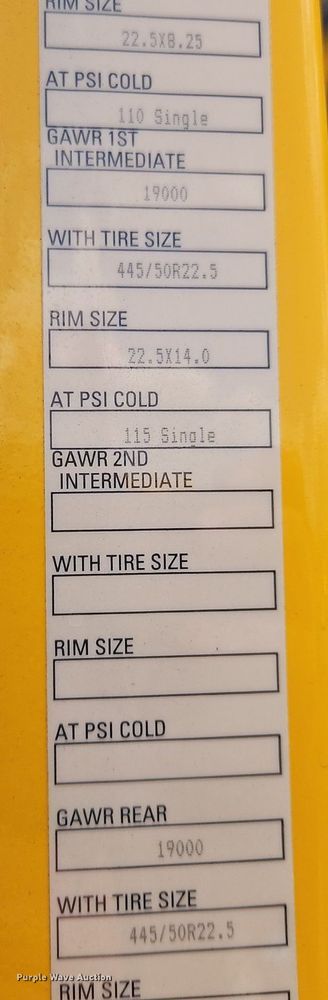 RIM SIZE
22.5X8.25
AT PSI COLD
110 Single
GAWR 1ST
INTERMEDIATE
19000
WITH TIRE SIZE
445/50R22.5
RIM SIZE
22.5X14.0
AT PSI COLD
115 Single
GAWR 2ND
INTERMEDIATE
WITH TIRE SIZE
RIM SIZE
AT PSI COLD
GAWR REAR
19000
WITH TIRE SIZE
445/50R22.5
Purple Wave Auction
RIM SIZE